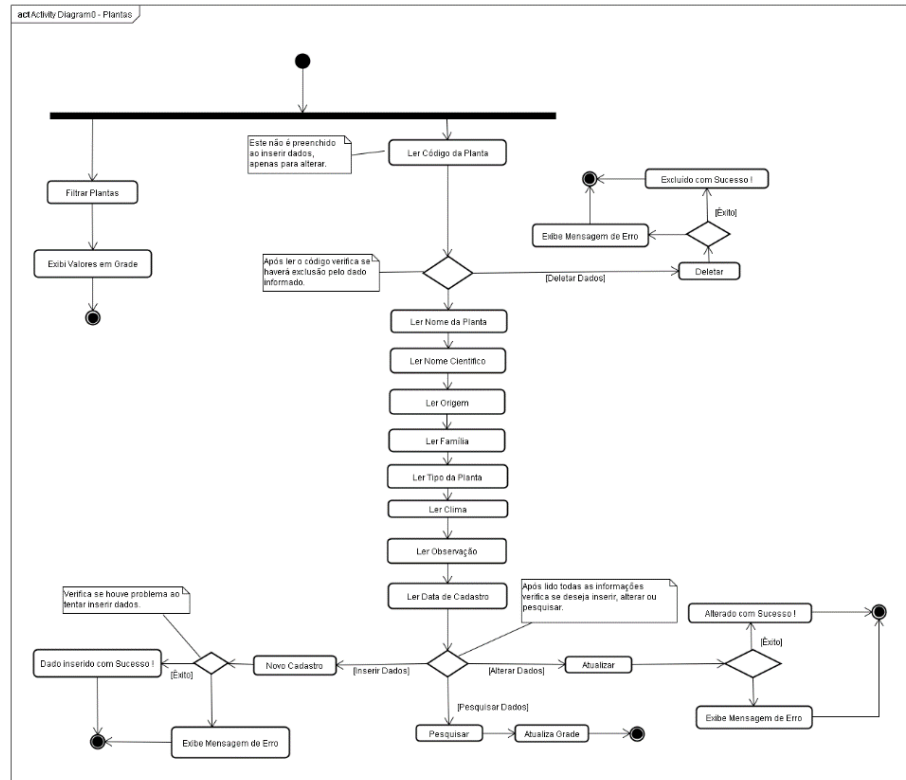 act Activity Diagram0 - Plantas
Este não é preenchido
ao inserir dados,
apenas para alterar.
Ler Código da Planta
Filtrar Plantas
Exibi Valores em Grade
Excluído com Sucesso !
[Êxito]
Exibe Mensagem de Erro
Deletar
[Deletar Dados]
Após ler o código verifica se
haverá exclusão pelo dado
informado.
Ler Nome da Planta
Ler Nome Científico
Ler Origem
Ler Família
Ler Tipo da Planta
Ler Clima
Ler Observação
Ler Data de Cadastro
Verifica se houve problema ao
tentar inserir dados.
Após lido todas as informações
verifica se deseja inserir, alterar ou
pesquisar.
Alterado com Sucesso !
[Êxito]
Dado inserido com Sucesso !
[Êxito]
Novo Cadastro
[Inserir Dados]
[Alterar Dados]
Atualizar
[Pesquisar Dados]
Exibe Mensagem de Erro
Pesquisar
Atualiza Grade
Exibe Mensagem de Erro